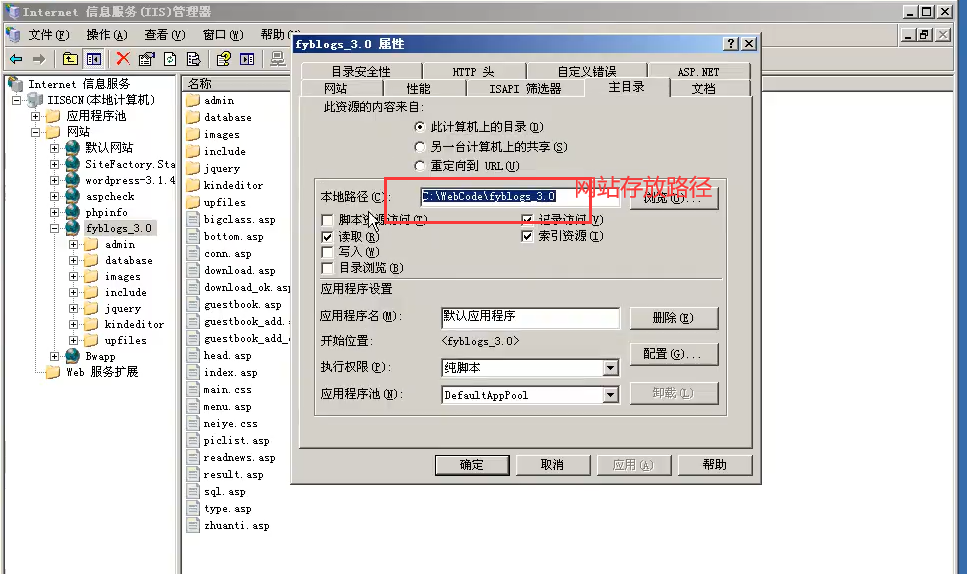 Internet 信息服务(IIS)管理器
文件(F) 操作(A) 查看(V) 窗口(W) 帮助(
Internet 信息服务
IIS6CN(本地计算机)
应用程序池
网站
默认网站
SiteFactory.Sta
wordpress-3.1.4
aspcheck
phpinfo
fyblogs_3.0
admin
database
images
include
jquery
kindeditor
upfiles
Bwapp
Web 服务扩展
名称
admin
database
images
include
jquery
kindeditor
upfiles
bigclass.asp
bottom.asp
conn.asp
download.asp
download_ok.asp
guestbook.asp
guestbook_add.
guestbook_add_
head.asp
index.asp
main.css
menu.asp
neiye.css
piclist.asp
readnews.asp
result.asp
sql.asp
type.asp
zhuanti.asp
fyblogs_3.0 属性
目录安全性 HTTP 头 自定义错误 ASP.NET
网站 性能 ISAPI 筛选器 主目录 文档
此资源的内容来自:
此计算机上的目录(D)
另一台计算机上的共享(S)
重定向到 URL(U)
本地路径(C): C:\WebCode\fyblogs_3.0 浏览(O)...
网站存放路径
脚本资源访问(T) 记录访问(V)
读取(R) 索引资源(I)
写入(W)
目录浏览(B)
应用程序设置
应用程序名(M): 默认应用程序 删除(E)
开始位置: <fyblogs_3.0>
配置(G)...
执行权限(P): 纯脚本
应用程序池(N): DefaultAppPool 卸载(L)
确定 取消 应用(A) 帮助